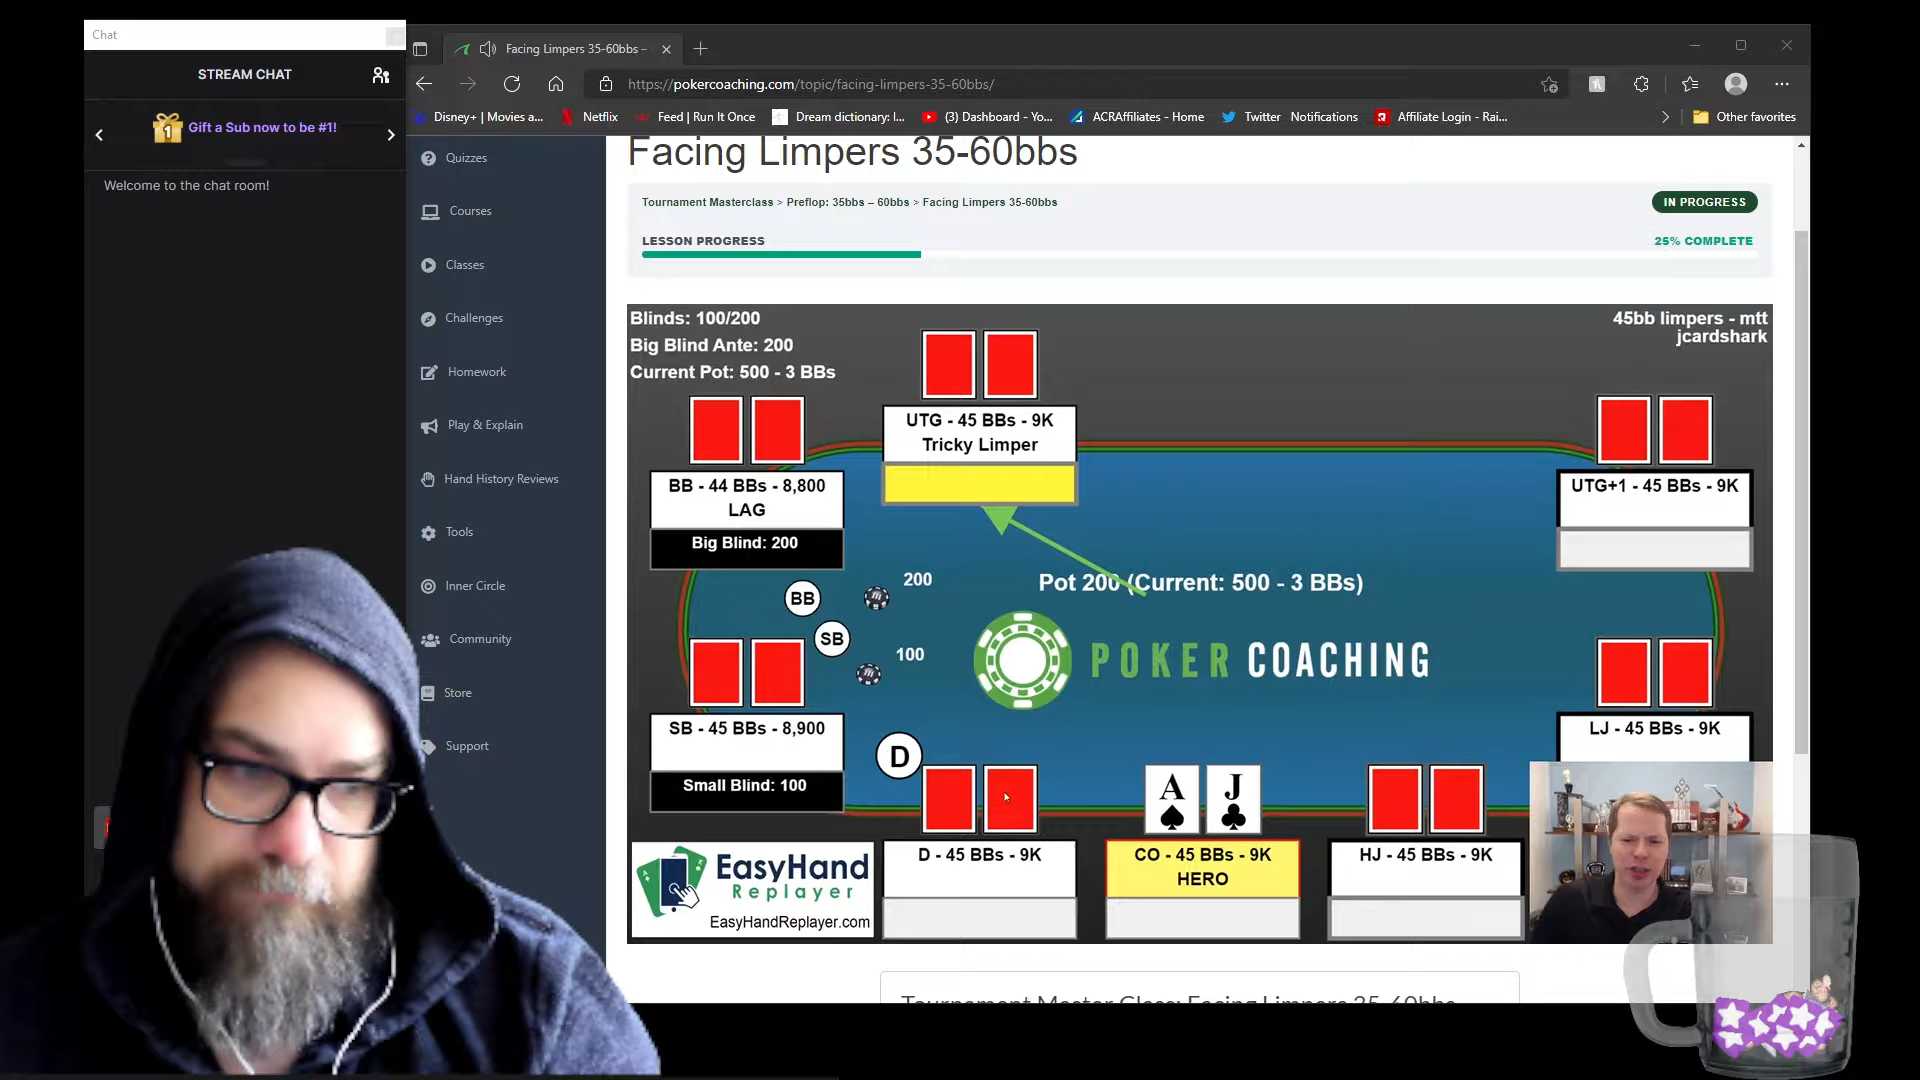 Chat
STREAM CHAT
1 Gift a Sub now to be #1!
Welcome to the chat room!
Facing Limpers 35-60bbs –
https://pokercoaching.com/topic/facing-limpers-35-60bbs/
Disney+ | Movies a... Netflix Feed | Run It Once Dream dictionary: I... (3) Dashboard - Yo... ACRAffiliates - Home Twitter Notifications Affiliate Login - Rai... Other favorites
Quizzes
Courses
Classes
Challenges
Homework
Play & Explain
Hand History Reviews
Tools
Inner Circle
Community
Store
Support
Facing Limpers 35-60bbs
Tournament Masterclass > Preflop: 35bbs – 60bbs > Facing Limpers 35-60bbs
IN PROGRESS
LESSON PROGRESS
25% COMPLETE
Blinds: 100/200
Big Blind Ante: 200
Current Pot: 500 - 3 BBs
45bb limpers - mtt
jcardshark
UTG - 45 BBs - 9K
Tricky Limper
BB - 44 BBs - 8,800
LAG
Big Blind: 200
UTG+1 - 45 BBs - 9K
200
BB
Pot 200 (Current: 500 - 3 BBs)
SB
100
POKER COACHING
SB - 45 BBs - 8,900
Small Blind: 100
LJ - 45 BBs - 9K
D
A J
D - 45 BBs - 9K
CO - 45 BBs - 9K
HERO
HJ - 45 BBs - 9K
EasyHand
Replayer
EasyHandReplayer.com
Tournament Master Class: Facing Limpers 35-60bbs